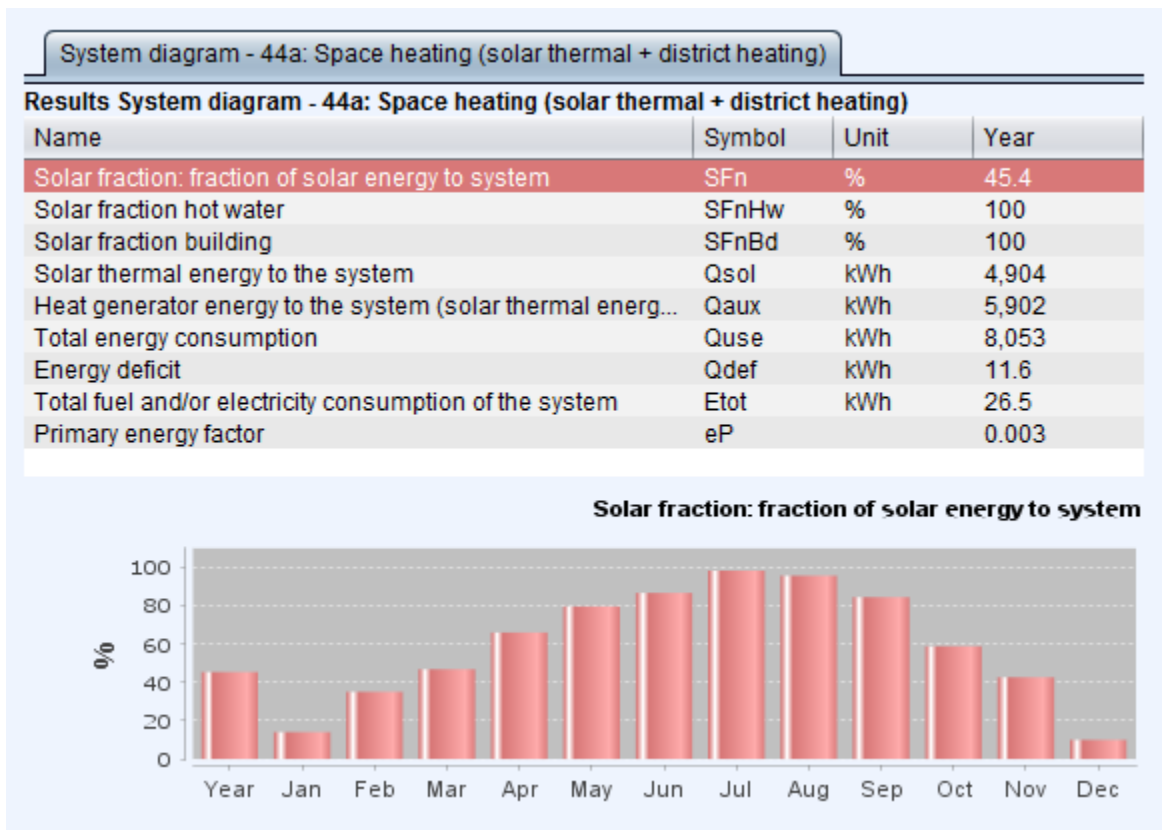 System diagram - 44a: Space heating (solar thermal + district heating)
Results System diagram - 44a: Space heating (solar thermal + district heating)
Name Symbol Unit Year
Solar fraction: fraction of solar energy to system SFn % 45.4
Solar fraction hot water SFnHw % 100
Solar fraction building SFnBd % 100
Solar thermal energy to the system Qsol kWh 4,904
Heat generator energy to the system (solar thermal energ... Qaux kWh 5,902
Total energy consumption Quse kWh 8,053
Energy deficit Qdef kWh 11.6
Total fuel and/or electricity consumption of the system Etot kWh 26.5
Primary energy factor eP 0.003
Solar fraction: fraction of solar energy to system
100
80
60
%
40
20
0
Year Jan Feb Mar Apr May Jun Jul Aug Sep Oct Nov Dec